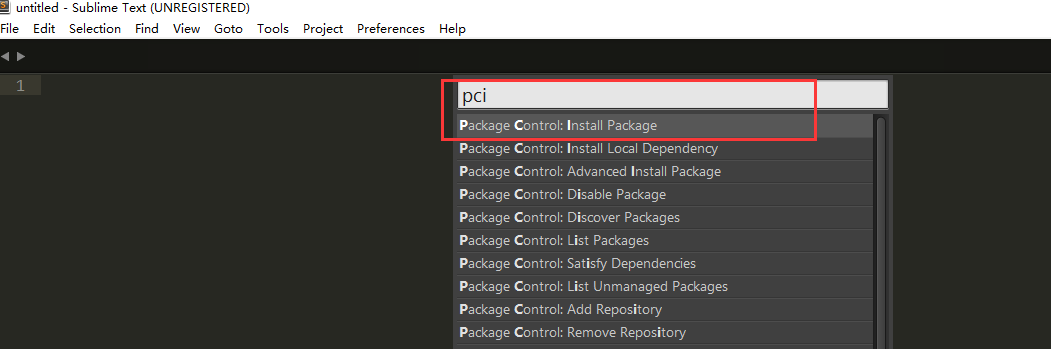 untitled - Sublime Text (UNREGISTERED)
File Edit Selection Find View Goto Tools Project Preferences Help
1
pci
Package Control: Install Package
Package Control: Install Local Dependency
Package Control: Advanced Install Package
Package Control: Disable Package
Package Control: Discover Packages
Package Control: List Packages
Package Control: Satisfy Dependencies
Package Control: List Unmanaged Packages
Package Control: Add Repository
Package Control: Remove Repository